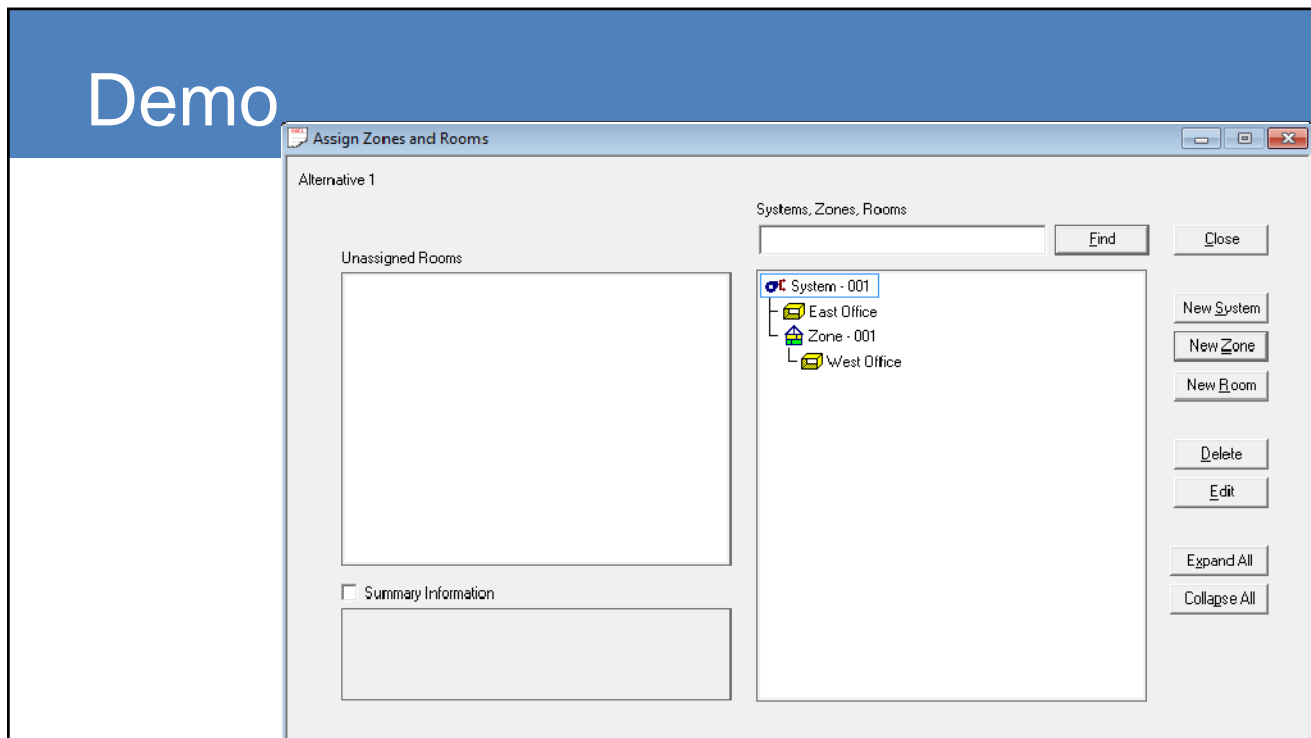 Demo
Assign Zones and Rooms
Alternative 1
Systems, Zones, Rooms
Find
Close
Unassigned Rooms
System - 001
East Office
Zone - 001
West Office
New System
New Zone
New Room
Delete
Edit
Expand All
Collapse All
Summary Information